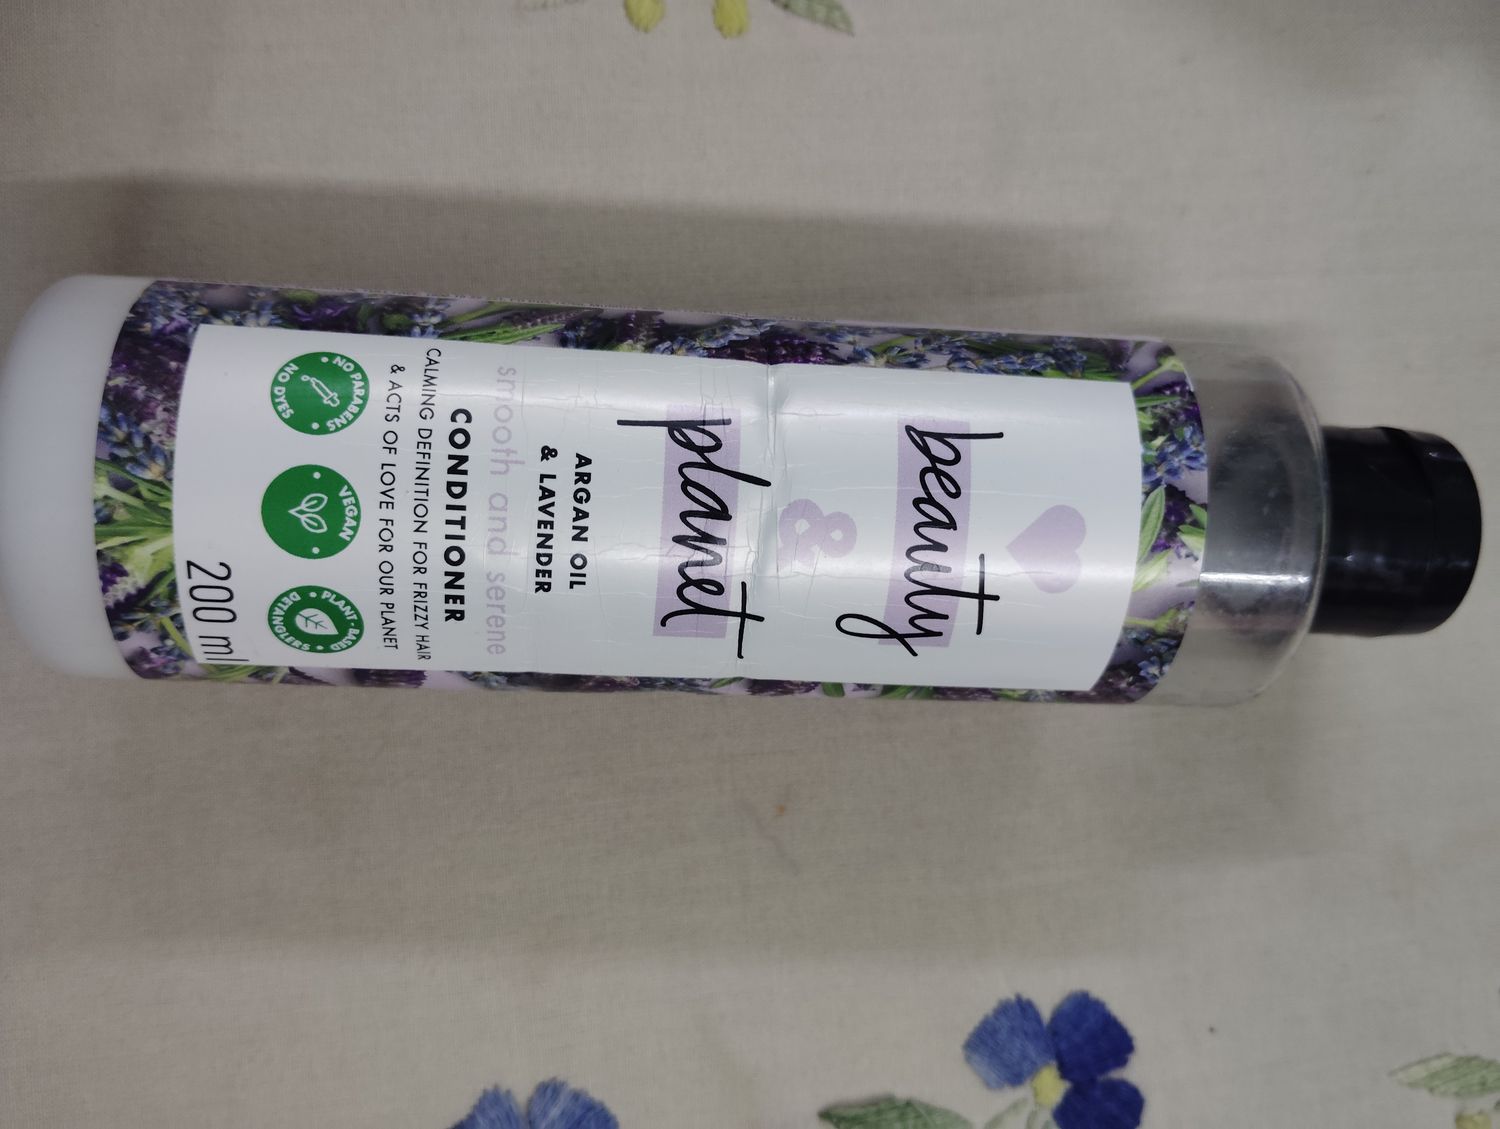 beauty
&
planet
ARGAN OIL
& LAVENDER
smooth and serene
CONDITIONER
CALMING DEFINITION FOR FRIZZY HAIR
& ACTS OF LOVE FOR OUR PLANET
NO PARABENS
NO DYES
VEGAN
PLANT-BASED
DETANGLERS
200 ml